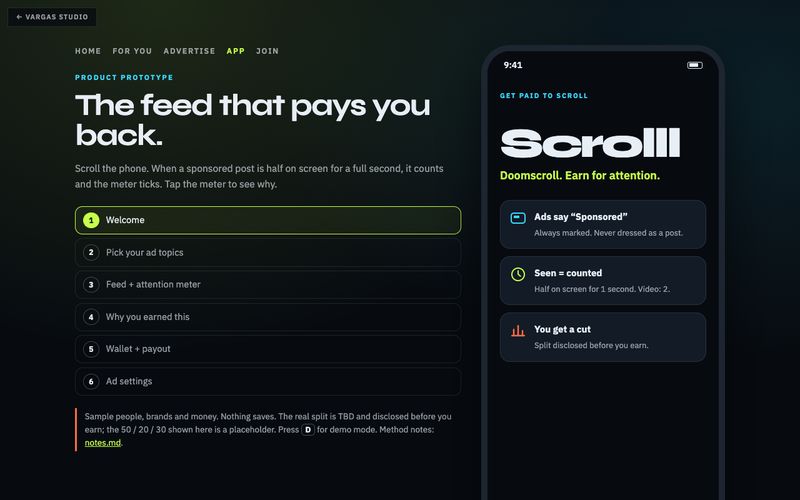 ← VARGAS STUDIO
HOME FOR YOU ADVERTISE APP JOIN
PRODUCT PROTOTYPE
The feed that pays you
back.
Scroll the phone. When a sponsored post is half on screen for a full second, it counts
and the meter ticks. Tap the meter to see why.
1 Welcome
2 Pick your ad topics
3 Feed + attention meter
4 Why you earned this
5 Wallet + payout
6 Ad settings
Sample people, brands and money. Nothing saves. The real split is TBD and disclosed before you
earn; the 50 / 20 / 30 shown here is a placeholder. Press D for demo mode. Method notes:
notes.md.
9:41
GET PAID TO SCROLL
Scrolll
Doomscroll. Earn for attention.
Ads say “Sponsored”
Always marked. Never dressed as a post.
Seen = counted
Half on screen for 1 second. Video: 2.
You get a cut
Split disclosed before you earn.